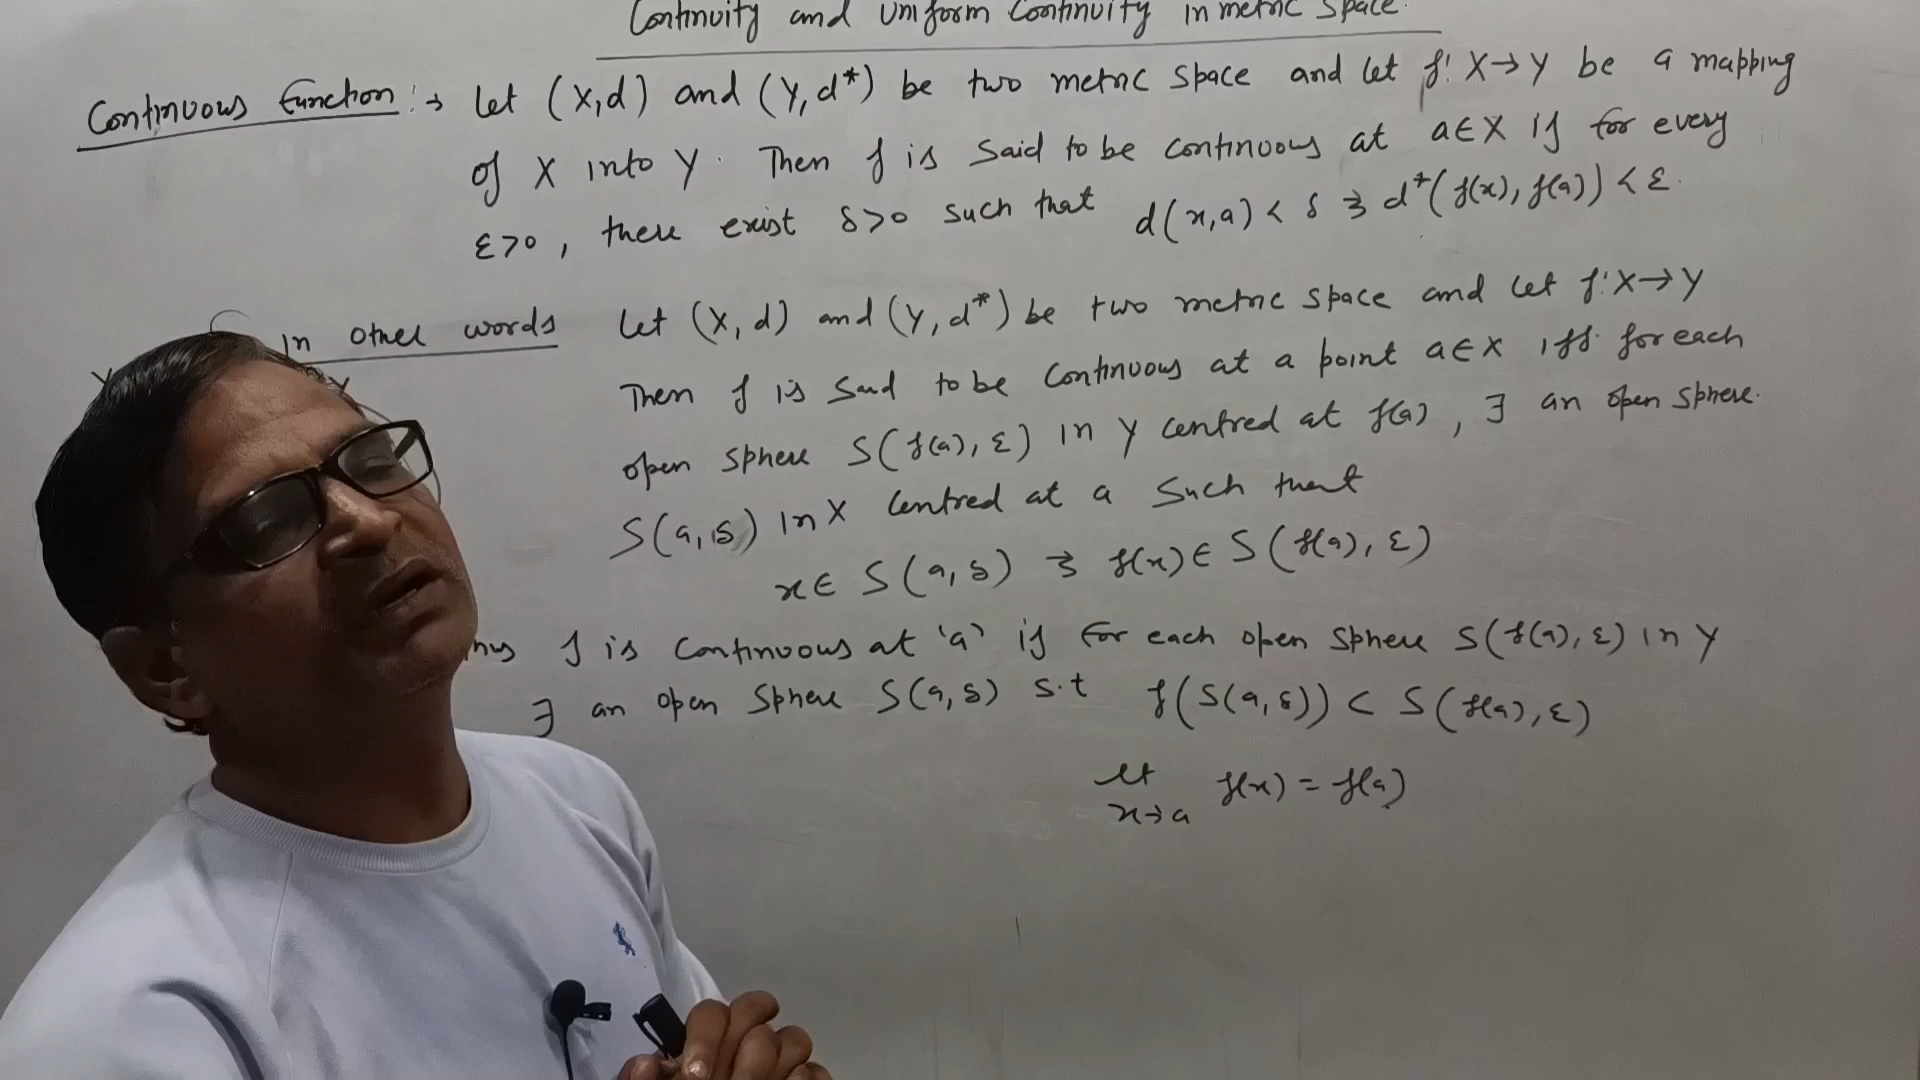 Continuity and Uniform Continuity in metric space.
Continuous Function :→ Let (X,d) and (Y,d*) be two metric space and let f: X→Y be a mapping
of X into Y. Then f is said to be continuous at a∈X if for every
ε>0, there exist δ>0 such that d(x,a) < δ ⇒ d*(f(x), f(a)) < ε.
in other words Let (X,d) and (Y,d*) be two metric space and let f: X→Y
Then f is said to be continuous at a point a∈X iff for each
open sphere S(f(a), ε) in Y centred at f(a), ∃ an open sphere.
S(a,δ) in X centred at a such that
x∈ S(a,δ) ⇒ f(x)∈ S(f(a), ε)
f is continuous at 'a' if for each open sphere S(f(a), ε) in Y
∃ an open sphere S(a,δ) s.t f(S(a,δ)) ⊂ S(f(a), ε)
lt f(x) = f(a)
x→a